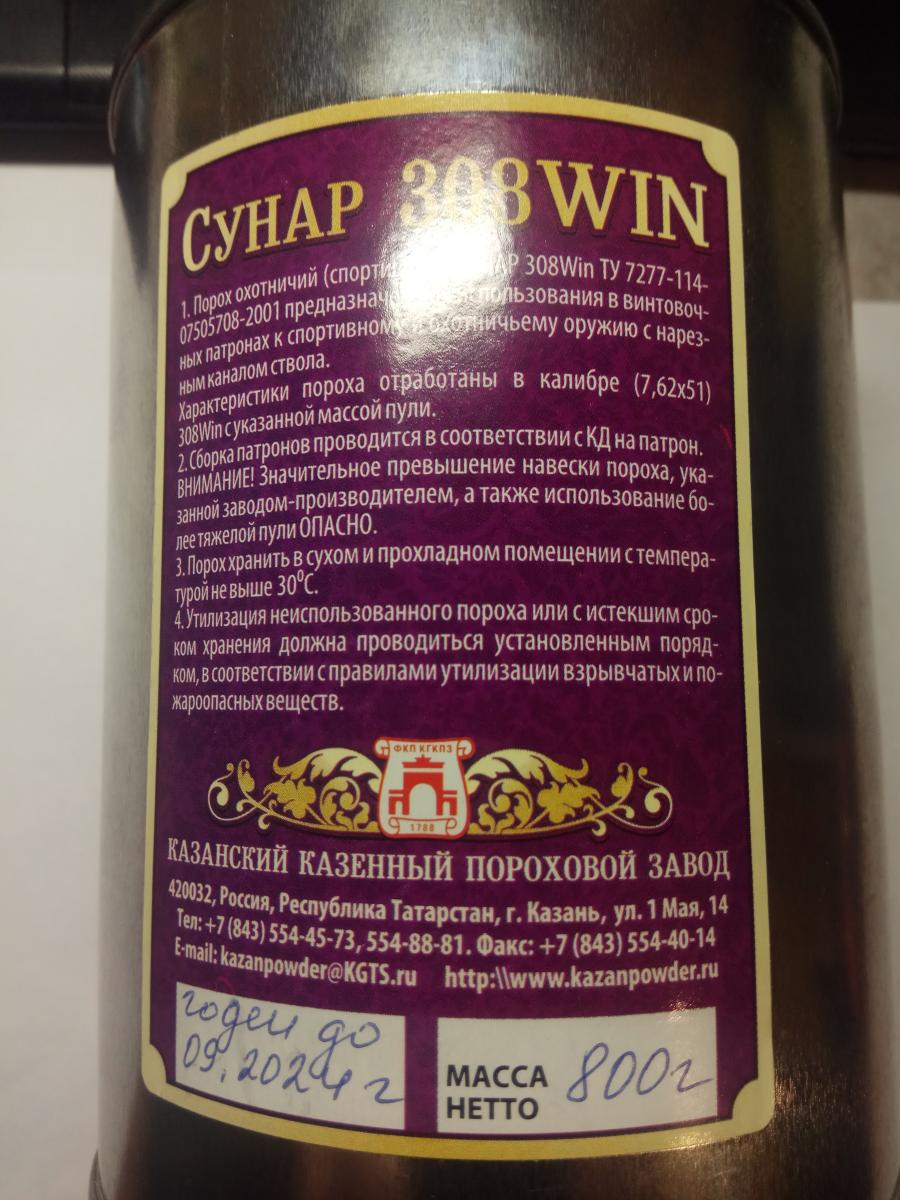 СУНАР 308 WIN
1. Порох охотничий (спорти АР 308Win ТУ 7277-114-
07505708-2001 предназнач пользования в винтовоч-
ных патронах к спортивному и охотничьему оружию с нарез-
ным каналом ствола.
Характеристики пороха отработаны в калибре (7,62х51)
308Win с указанной массой пули.
2. Сборка патронов проводится в соответствии с КД на патрон.
ВНИМАНИЕ! Значительное превышение навески пороха, ука-
занной заводом-производителем, а также использование бо-
лее тяжелой пули ОПАСНО.
3. Порох хранить в сухом и прохладном помещении с темпера-
турой не выше 30⁰С.
4. Утилизация неиспользованного пороха или с истекшим сро-
ком хранения должна проводиться установленным поряд-
ком, в соответствии с правилами утилизации взрывчатых и по-
жароопасных веществ.
ФКП КГКПЗ
1788
КАЗАНСКИЙ КАЗЕННЫЙ ПОРОХОВОЙ ЗАВОД
420032, Россия, Республика Татарстан, г. Казань, ул. 1 Мая, 14
Тел: +7 (843) 554-45-73, 554-88-81. Факс: +7 (843) 554-40-14
E-mail: kazanpowder@KGTS.ru http:\\www.kazanpowder.ru
годен до
09.2024 г
МАССА НЕТТО 800г